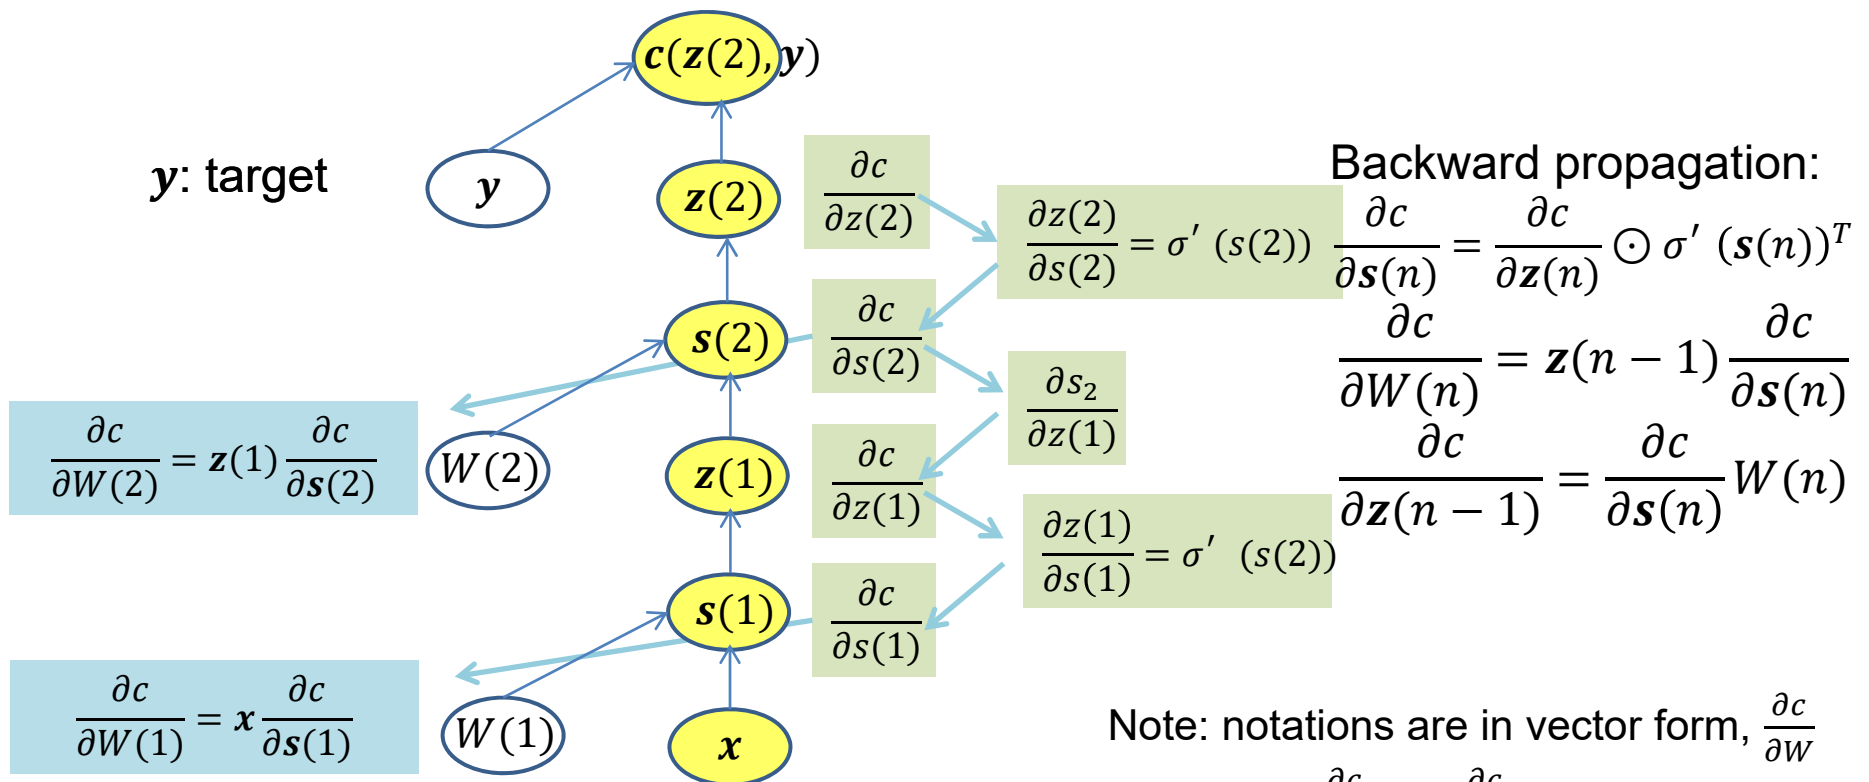 c(z(2), y)
y: target
y
z(2)
∂c/∂z(2)
∂z(2)/∂s(2) = σ′ (s(2))
Backward propagation:
∂c/∂s(n) = ∂c/∂z(n) ⊙ σ′ (s(n))ᵀ
∂c/∂W(n) = z(n − 1) ∂c/∂s(n)
∂c/∂z(n − 1) = ∂c/∂s(n) W(n)
s(2)
∂c/∂s(2)
∂s₂/∂z(1)
∂c/∂W(2) = z(1) ∂c/∂s(2)
W(2)
z(1)
∂c/∂z(1)
∂z(1)/∂s(1) = σ′ (s(2))
s(1)
∂c/∂s(1)
∂c/∂W(1) = x ∂c/∂s(1)
W(1)
x
Note: notations are in vector form, ∂c/∂W
∂c ∂c